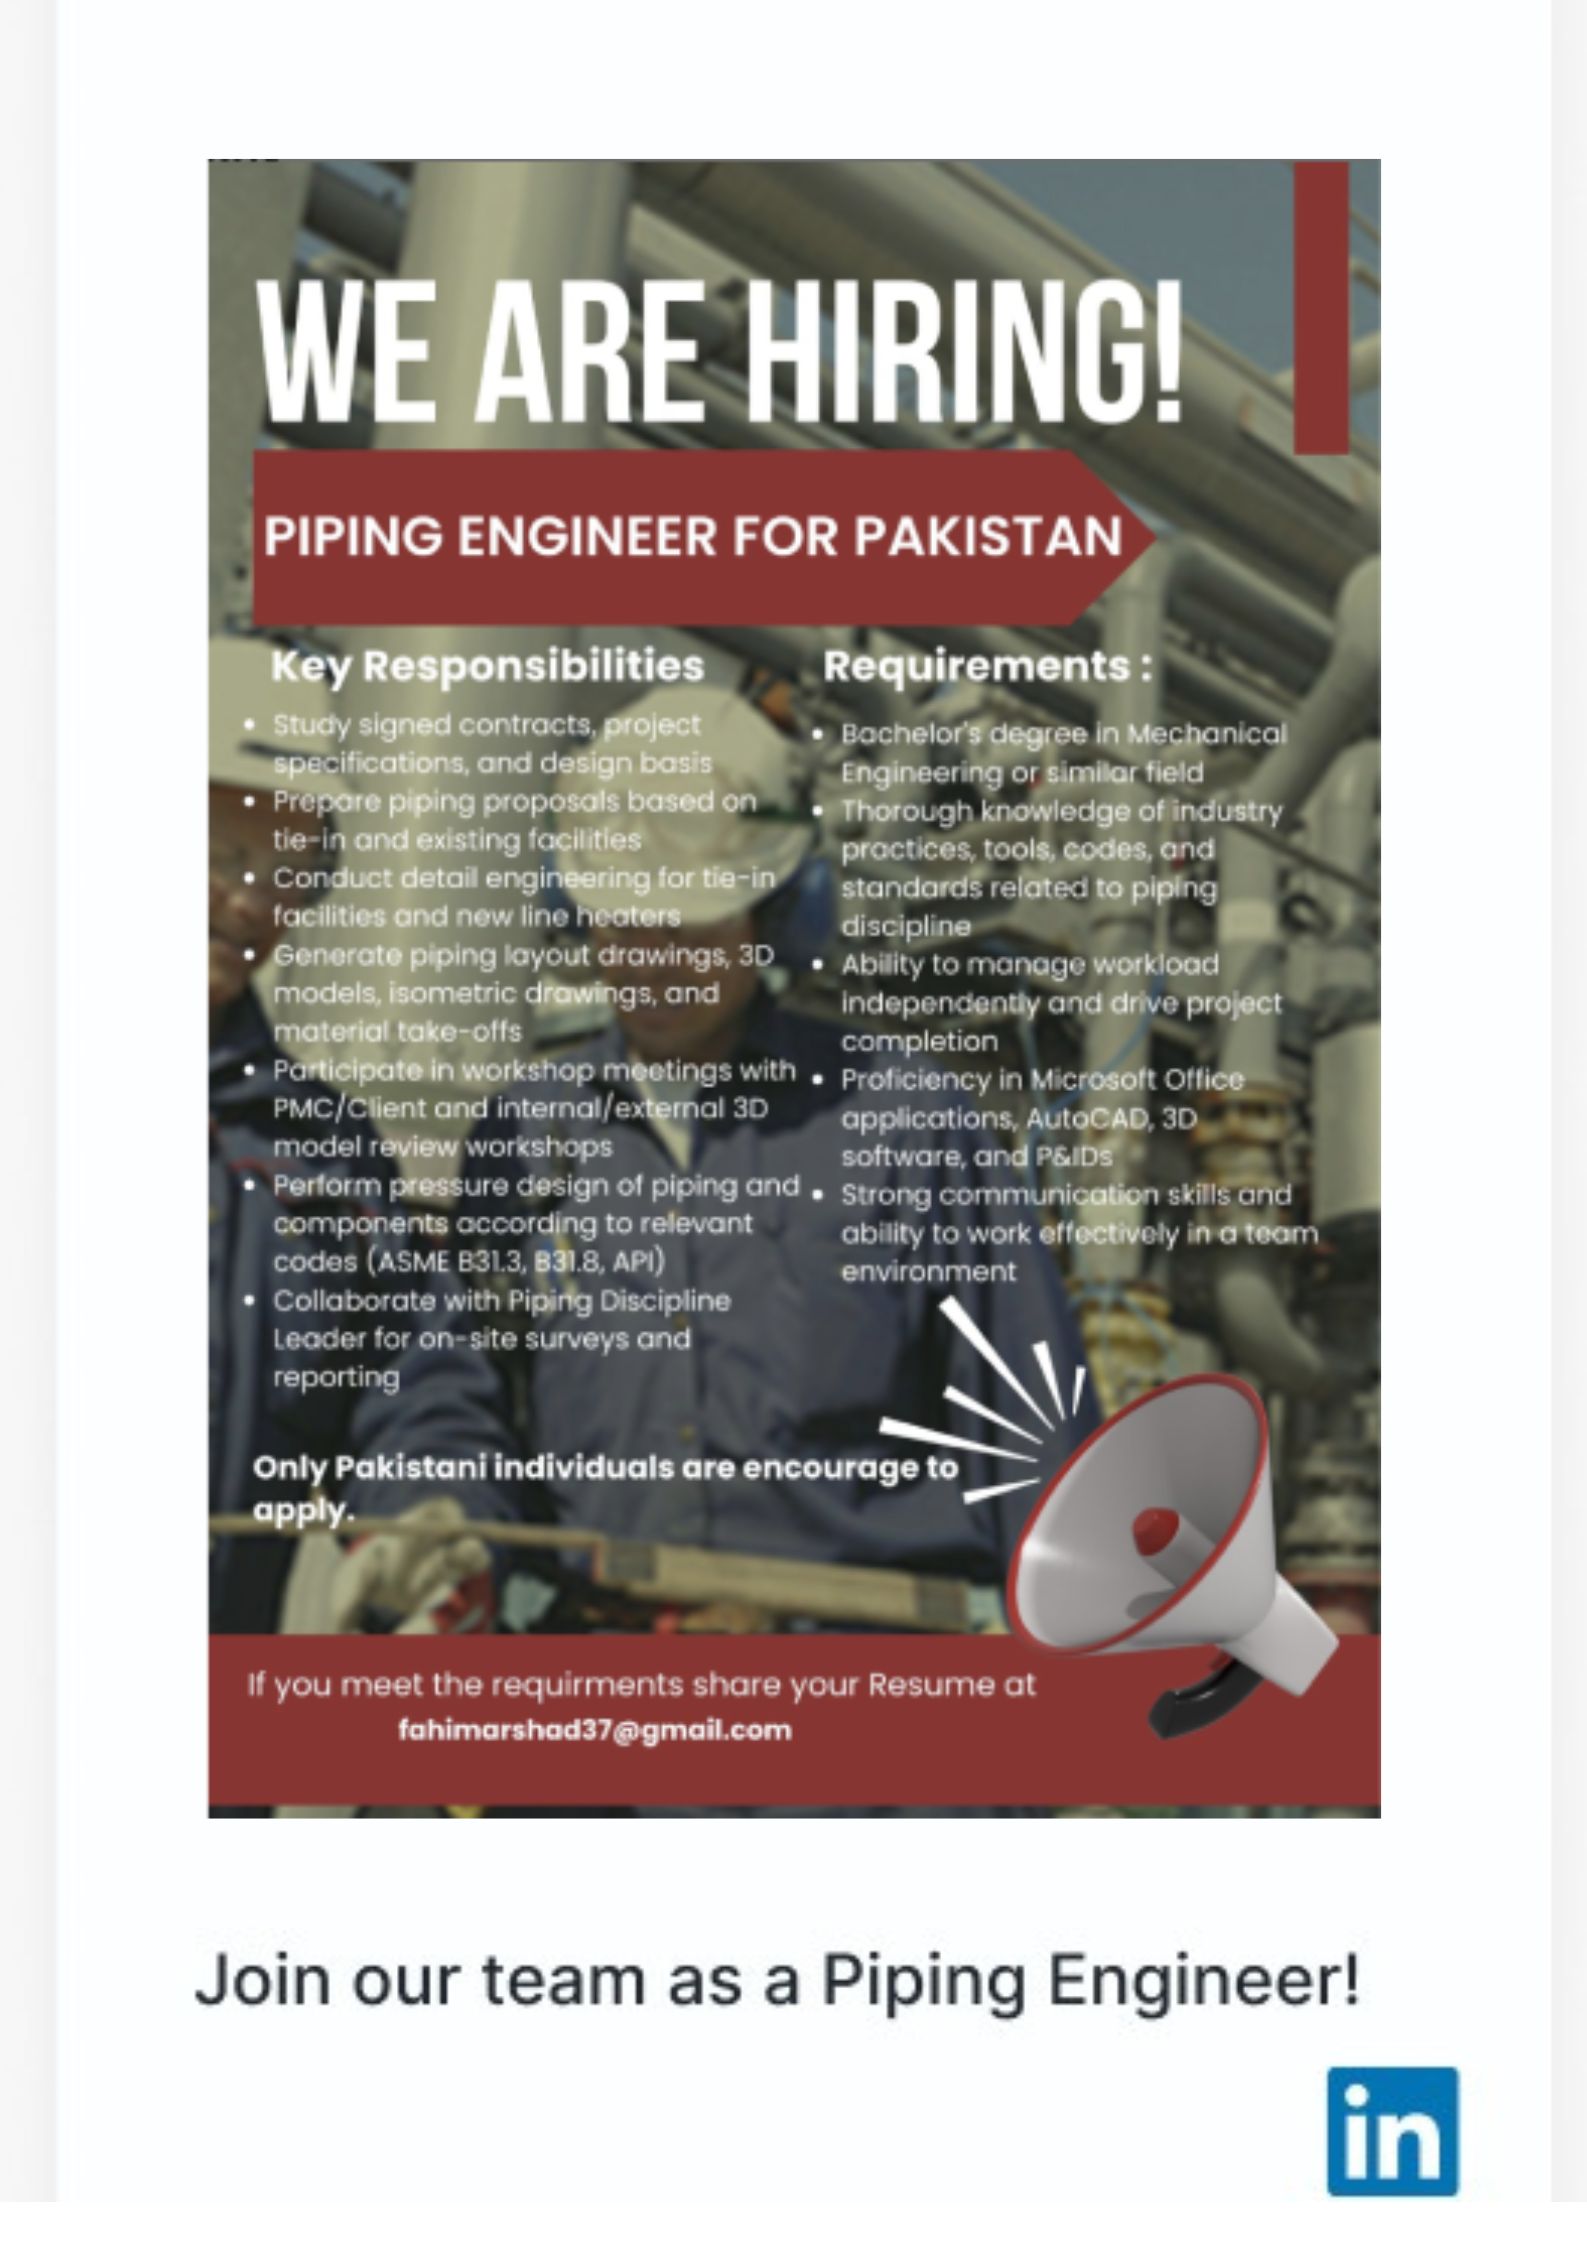 WE ARE HIRING!
PIPING ENGINEER FOR PAKISTAN
Key Responsibilities
• Study signed contracts, project
specifications, and design basis
• Prepare piping proposals based on
tie-in and existing facilities
• Conduct detail engineering for tie-in
facilities and new line heaters
• Generate piping layout drawings, 3D
models, isometric drawings, and
material take-offs
• Participate in workshop meetings with
PMC/Client and internal/external 3D
model review workshops
• Perform pressure design of piping and
components according to relevant
codes (ASME B31.3, B31.8, API)
• Collaborate with Piping Discipline
Leader for on-site surveys and
reporting
Requirements :
• Bachelor's degree in Mechanical
Engineering or similar field
• Thorough knowledge of industry
practices, tools, codes, and
standards related to piping
discipline
• Ability to manage workload
independently and drive project
completion
• Proficiency in Microsoft Office
applications, AutoCAD, 3D
software, and P&IDs
• Strong communication skills and
ability to work effectively in a team
environment
Only Pakistani individuals are encourage to
apply.
If you meet the requirments share your Resume at
fahimarshad37@gmail.com
Join our team as a Piping Engineer!
in